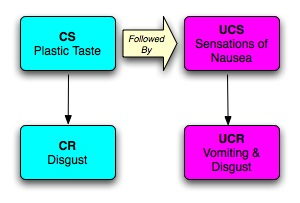 CS
Plastic Taste
Followed
By
UCS
Sensations of
Nausea
CR
Disgust
UCR
Vomiting &
Disgust